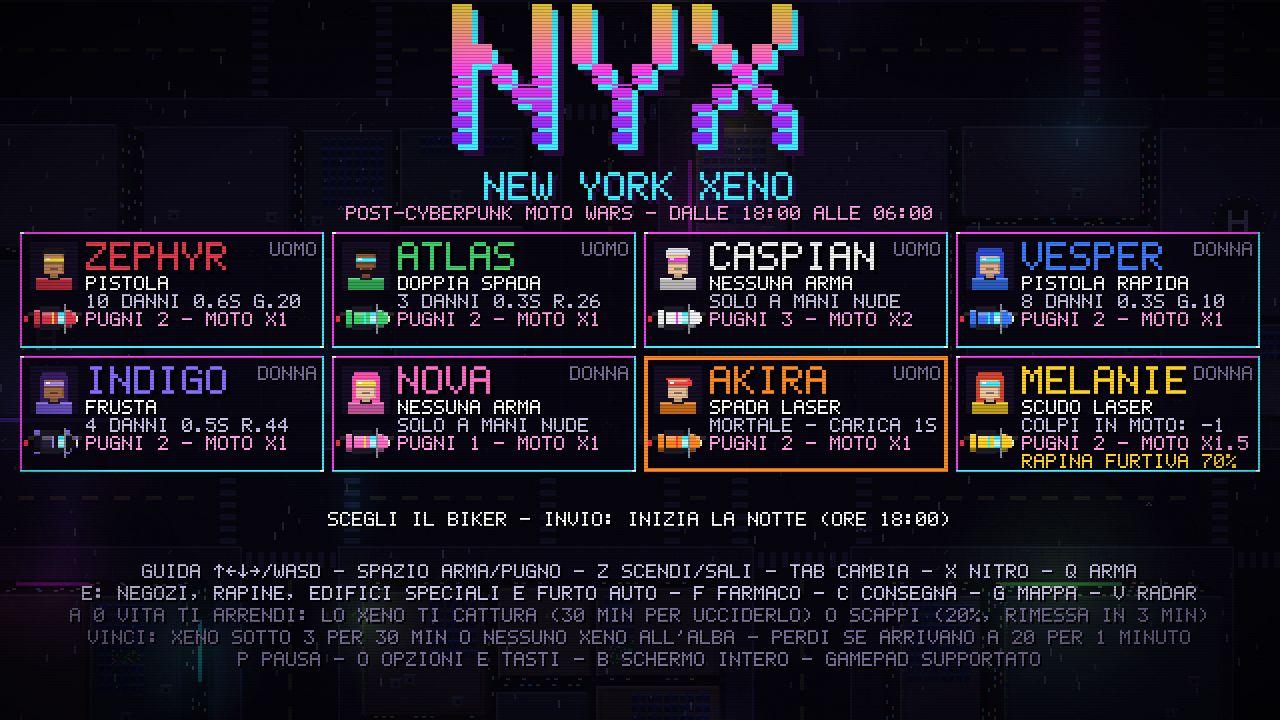 NYX
NEW YORK XENO
POST-CYBERPUNK MOTO WARS - DALLE 18:00 ALLE 06:00
ZEPHYR UOMO
PISTOLA
10 DANNI 0.6S G.20
PUGNI 2 - MOTO X1
ATLAS UOMO
DOPPIA SPADA
3 DANNI 0.3S R.26
PUGNI 2 - MOTO X1
CASPIAN UOMO
NESSUNA ARMA
SOLO A MANI NUDE
PUGNI 3 - MOTO X2
VESPER DONNA
PISTOLA RAPIDA
8 DANNI 0.3S G.10
PUGNI 2 - MOTO X1
INDIGO DONNA
FRUSTA
4 DANNI 0.5S R.44
PUGNI 2 - MOTO X1
NOVA DONNA
NESSUNA ARMA
SOLO A MANI NUDE
PUGNI 1 - MOTO X1
AKIRA UOMO
SPADA LASER
MORTALE - CARICA 1S
PUGNI 2 - MOTO X1
MELANIE DONNA
SCUDO LASER
COLPI IN MOTO: -1
PUGNI 2 - MOTO X1.5
RAPINA FURTIVA 70%
SCEGLI IL BIKER - INVIO: INIZIA LA NOTTE (ORE 18:00)
GUIDA ↑←↓→/WASD - SPAZIO ARMA/PUGNO - Z SCENDI/SALI - TAB CAMBIA - X NITRO - Q ARMA
E: NEGOZI, RAPINE, EDIFICI SPECIALI E FURTO AUTO - F FARMACO - C CONSEGNA - G MAPPA - V RADAR
A 0 VITA TI ARRENDI: LO XENO TI CATTURA (30 MIN PER UCCIDERLO) O SCAPPI (20%, RIMESSA IN 3 MIN)
VINCI: XENO SOTTO 3 PER 30 MIN O NESSUNO XENO ALL'ALBA - PERDI SE ARRIVANO A 20 PER 1 MINUTO
P PAUSA - O OPZIONI E TASTI - B SCHERMO INTERO - GAMEPAD SUPPORTATO
H